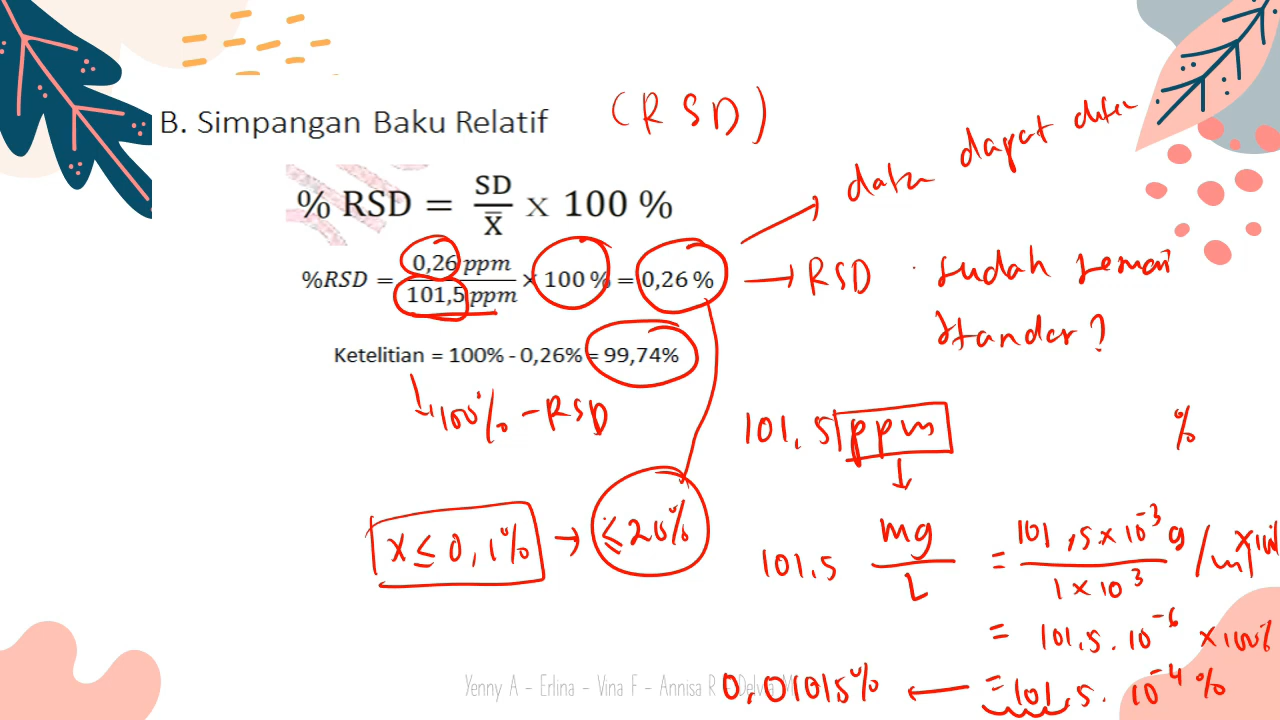 B. Simpangan Baku Relatif (RSD)
% RSD = SD / X̄ x 100 %
%RSD = 0,26 ppm / 101,5 ppm × 100 % = 0,26 %
data dapat
→ RSD sudah sesuai
standar?
Ketelitian = 100% - 0,26% = 99,74%
100% - RSD
101,5 ppm %
x ≤ 0,1% → ≤ 20%
101.5 mg / L = 101,5 x 10⁻³ g / 1 x 10³ / ml x 100
= 101,5 . 10⁻⁶ x 100%
= 101,5 . 10⁻⁴ %
0,01015%
Yenny A - Erlina - Vina F - Annisa R - Delvia M